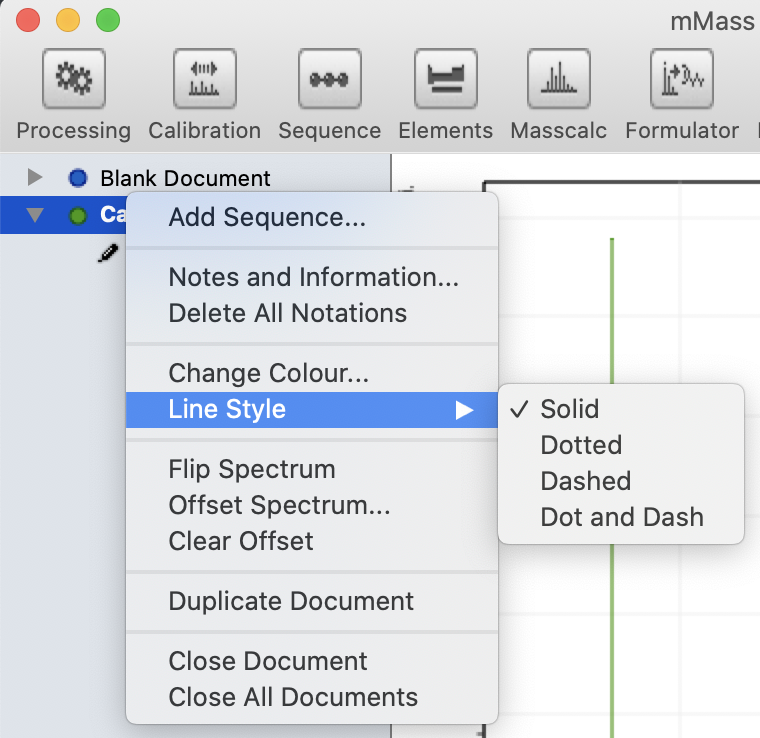 mMass
Processing Calibration Sequence Elements Masscalc Formulator
Blank Document
Add Sequence...
Notes and Information...
Delete All Notations
Change Colour...
Line Style
Solid
Dotted
Dashed
Dot and Dash
Flip Spectrum
Offset Spectrum...
Clear Offset
Duplicate Document
Close Document
Close All Documents